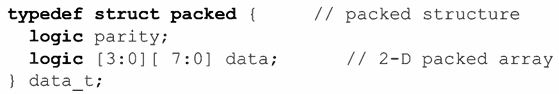 typedef struct packed {      // packed structure
  logic parity;
  logic [3:0][ 7:0] data;       // 2-D packed array
} data_t;